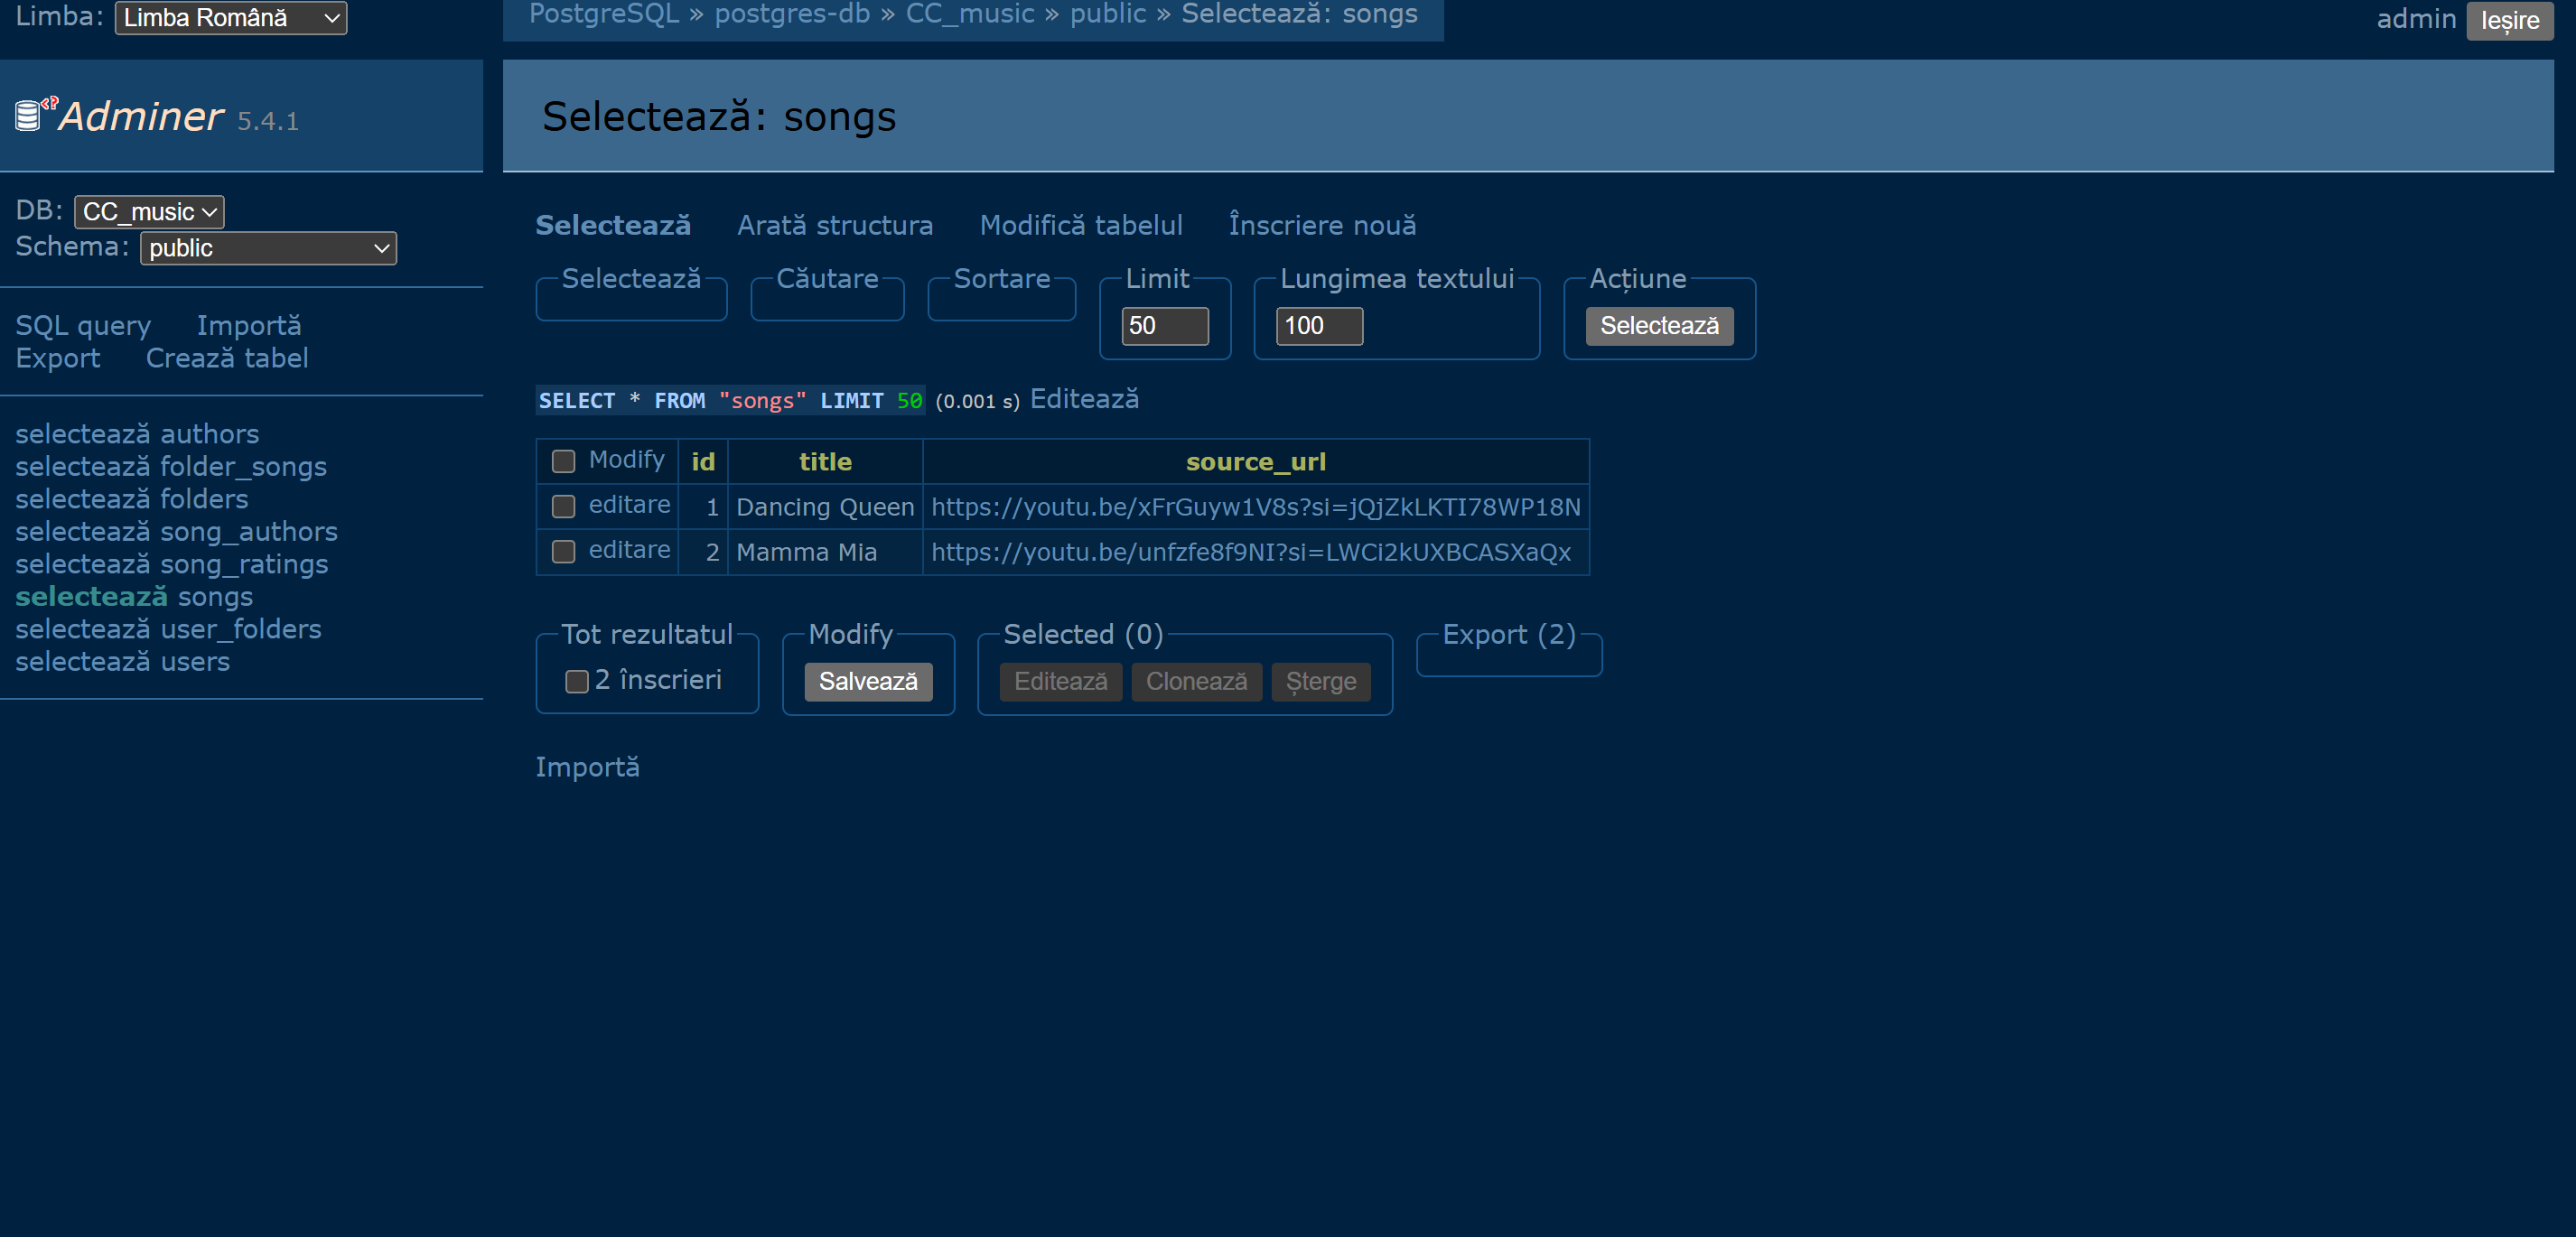 Limba: Limba Română
PostgreSQL » postgres-db » CC_music » public » Selectează: songs
admin Ieșire
Adminer 5.4.1
Selectează: songs
DB: CC_music
Schema: public
SQL query Importă
Export Crează tabel
selectează authors
selectează folder_songs
selectează folders
selectează song_authors
selectează song_ratings
selectează songs
selectează user_folders
selectează users
Selectează Arată structura Modifică tabelul Înscriere nouă
Selectează Căutare Sortare Limit Lungimea textului Acțiune
50 100 Selectează
SELECT * FROM "songs" LIMIT 50 (0.001 s) Editează
Modify id title source_url
editare 1 Dancing Queen https://youtu.be/xFrGuyw1V8s?si=jQjZkLKTI78WP18N
editare 2 Mamma Mia https://youtu.be/unfzfe8f9NI?si=LWCi2kUXBCASXaQx
Tot rezultatul Modify Selected (0) Export (2)
2 înscrieri Salvează Editează Clonează Șterge
Importă